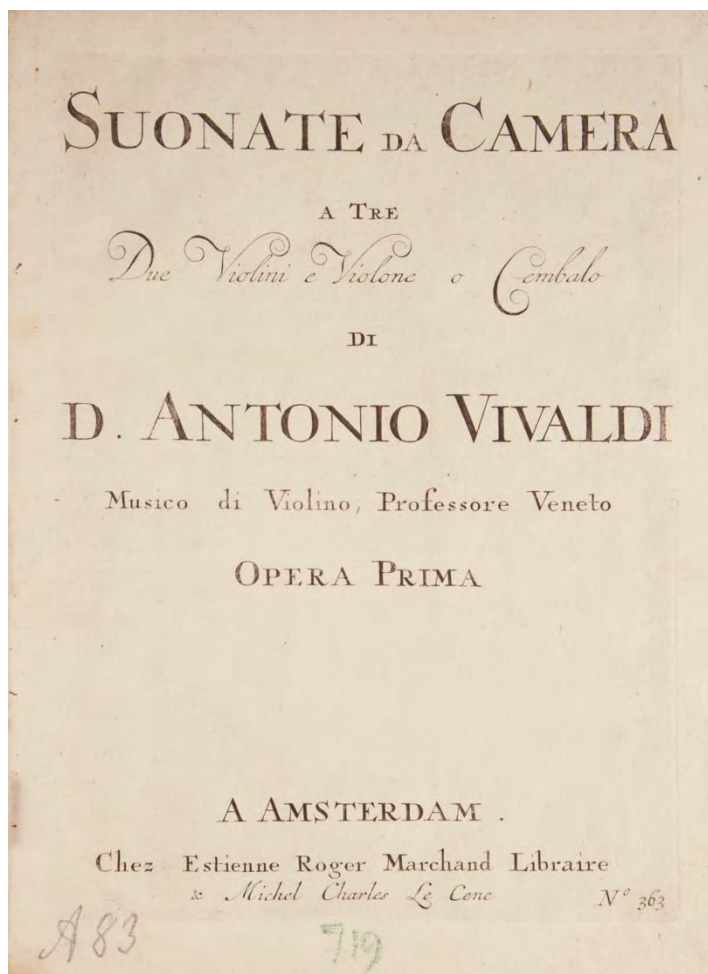 SUONATE DA CAMERA
A TRE
Due Violini e Violone o Cembalo
DI
D. ANTONIO VIVALDI
Musico di Violino, Professore Veneto
OPERA PRIMA
A AMSTERDAM .
Chez Estienne Roger Marchand Libraire
& Michel Charles Le Cene N° 363
A 83 719